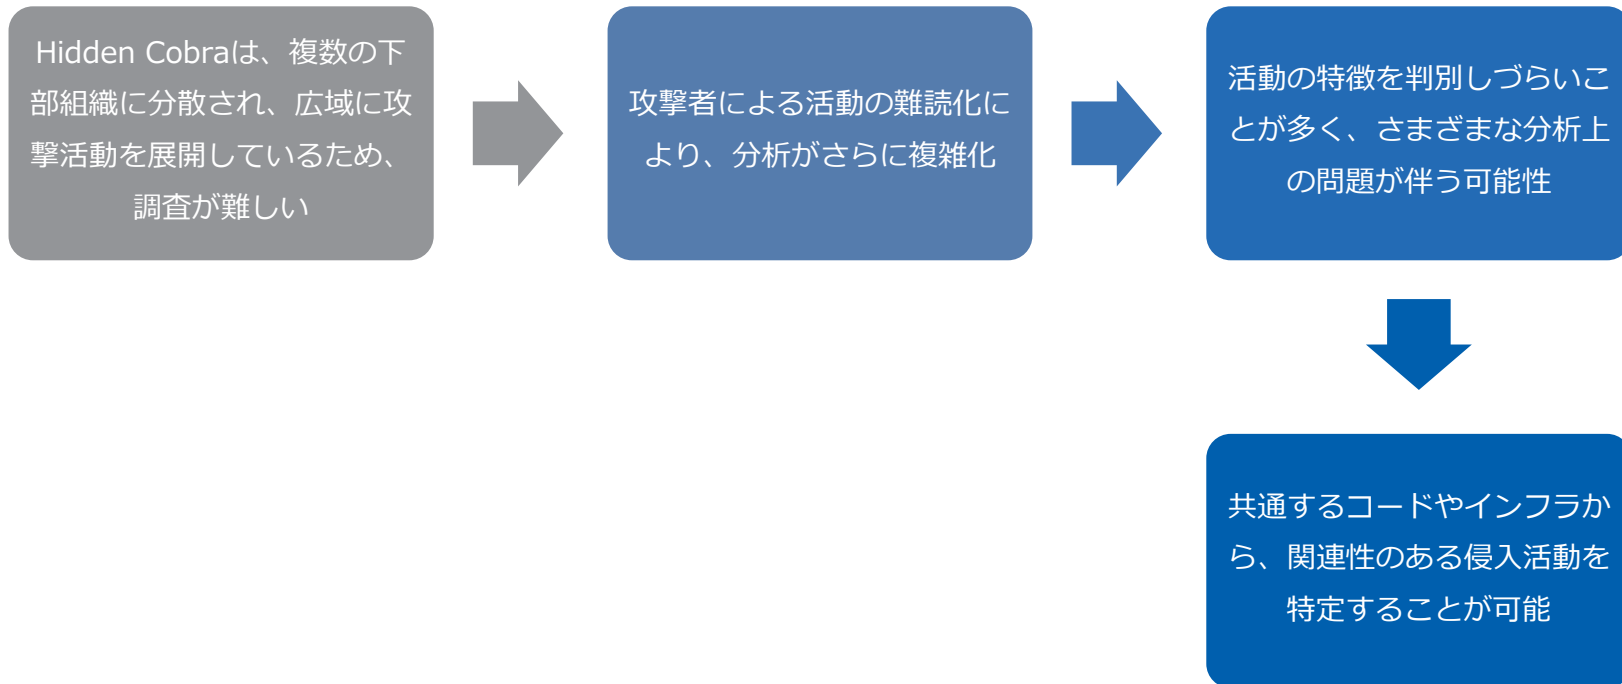 Hidden Cobraは、複数の下
部組織に分散され、広域に攻
撃活動を展開しているため、
調査が難しい
攻撃者による活動の難読化に
より、分析がさらに複雑化
活動の特徴を判別しづらいこ
とが多く、さまざまな分析上
の問題が伴う可能性
共通するコードやインフラか
ら、関連性のある侵入活動を
特定することが可能